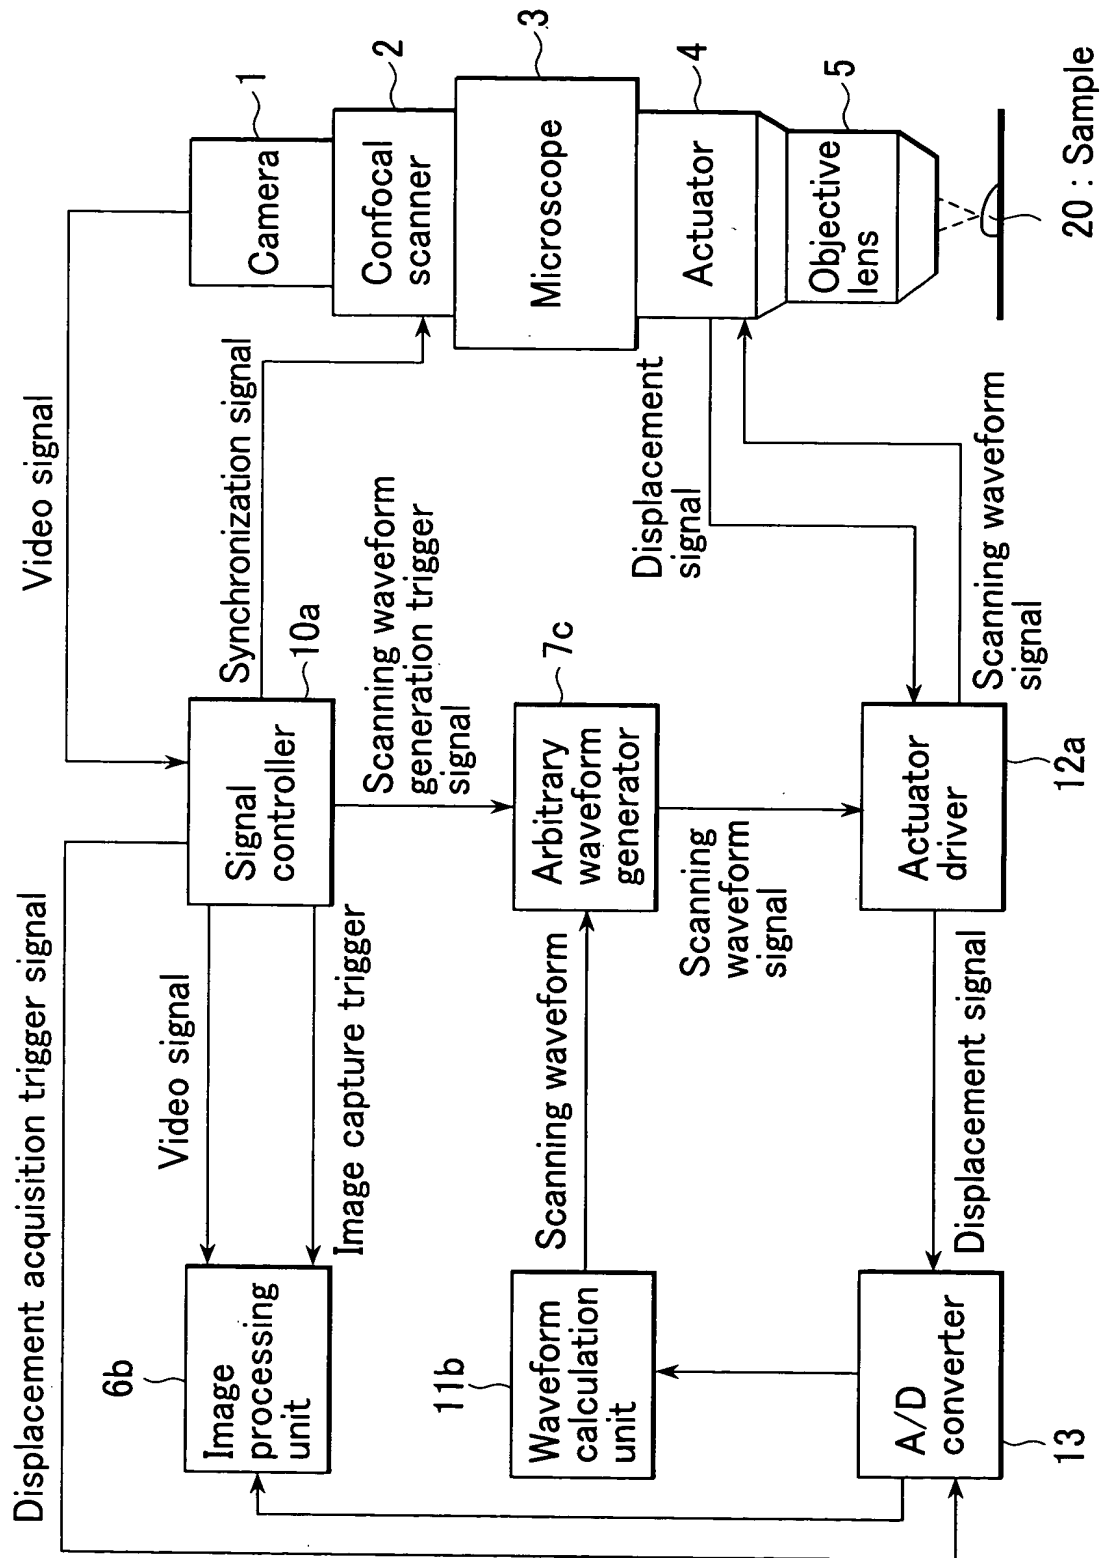 Displacement acquisition trigger signal
Video signal
Video signal
Image capture trigger
Synchronization signal
6b
Image
processing
unit
Signal
controller
10a
Camera
1
Confocal
scanner
2
Microscope
3
Actuator
4
Objective
lens
5
20 : Sample
Scanning waveform
generation trigger
signal
11b
Waveform
calculation
unit
Scanning waveform
Arbitrary
waveform
generator
7c
Scanning
waveform
signal
Displacement
signal
Scanning waveform
signal
A/D
converter
13
Displacement signal
Actuator
driver
12a